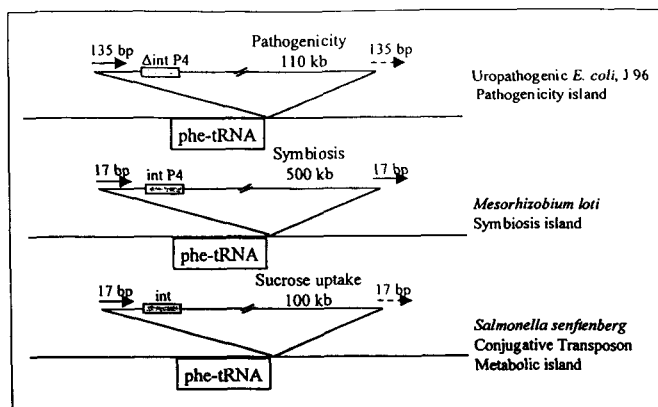 135 bp
Δint P4
Pathogenicity
110 kb
135 bp
Uropathogenic E. coli, J 96
Pathogenicity island
phe-tRNA
17 bp
int P4
Symbiosis
500 kb
17 bp
Mesorhizobium loti
Symbiosis island
phe-tRNA
17 bp
int
Sucrose uptake
100 kb
17 bp
Salmonella senftenberg
Conjugative Transposon
Metabolic island
phe-tRNA